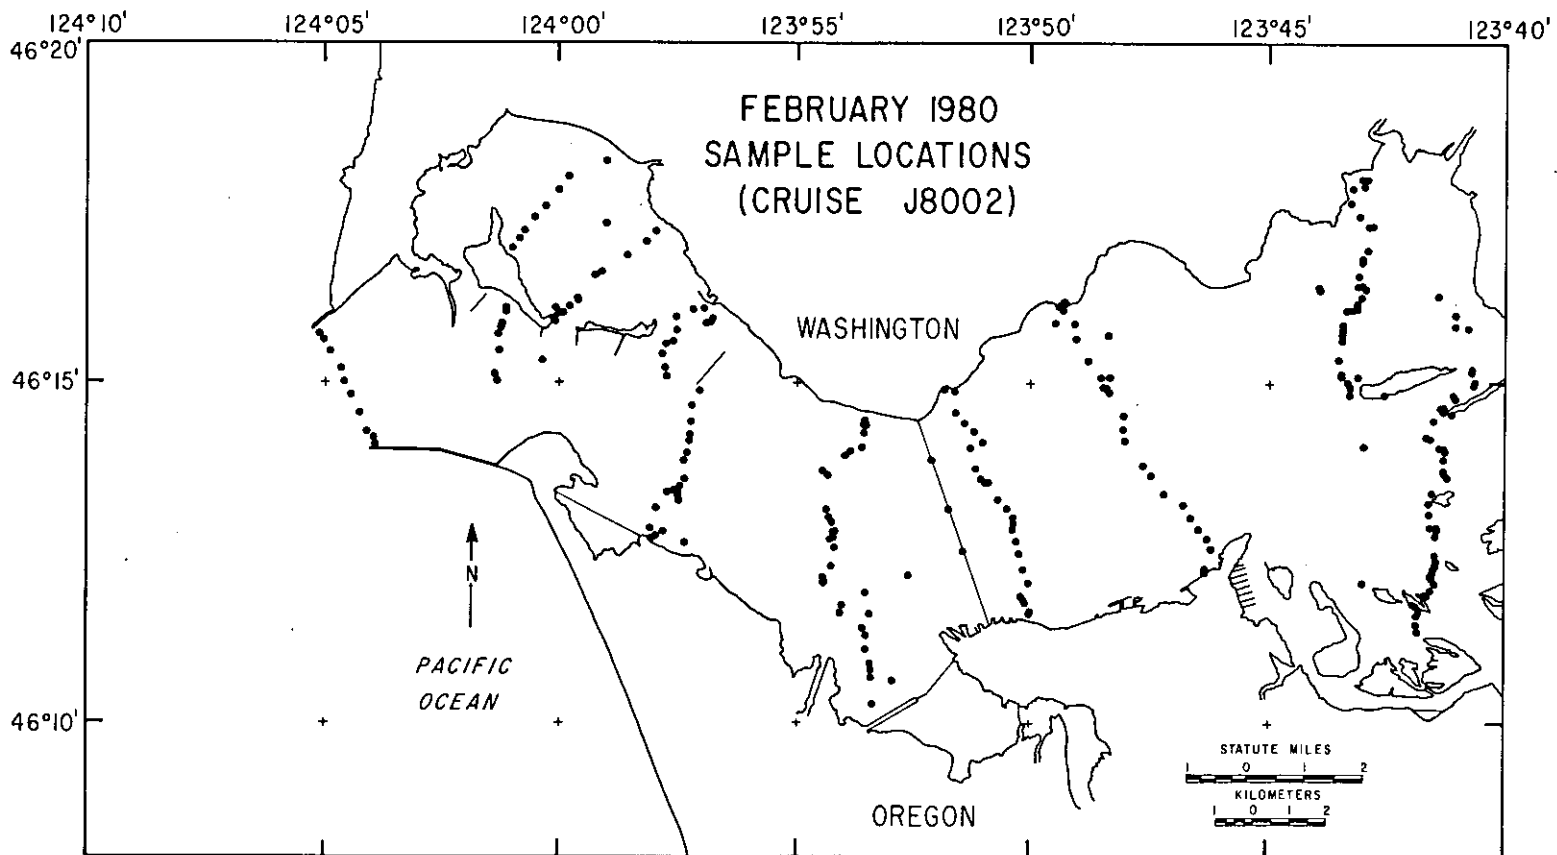 124°10' 124°05' 124°00' 123°55' 123°50' 123°45' 123°40'
46°20'
FEBRUARY 1980
SAMPLE LOCATIONS
(CRUISE J8002)
WASHINGTON
46°15'
N
PACIFIC
OCEAN
46°10'
STATUTE MILES
1 0 1 2
KILOMETERS
1 0 1 2
OREGON